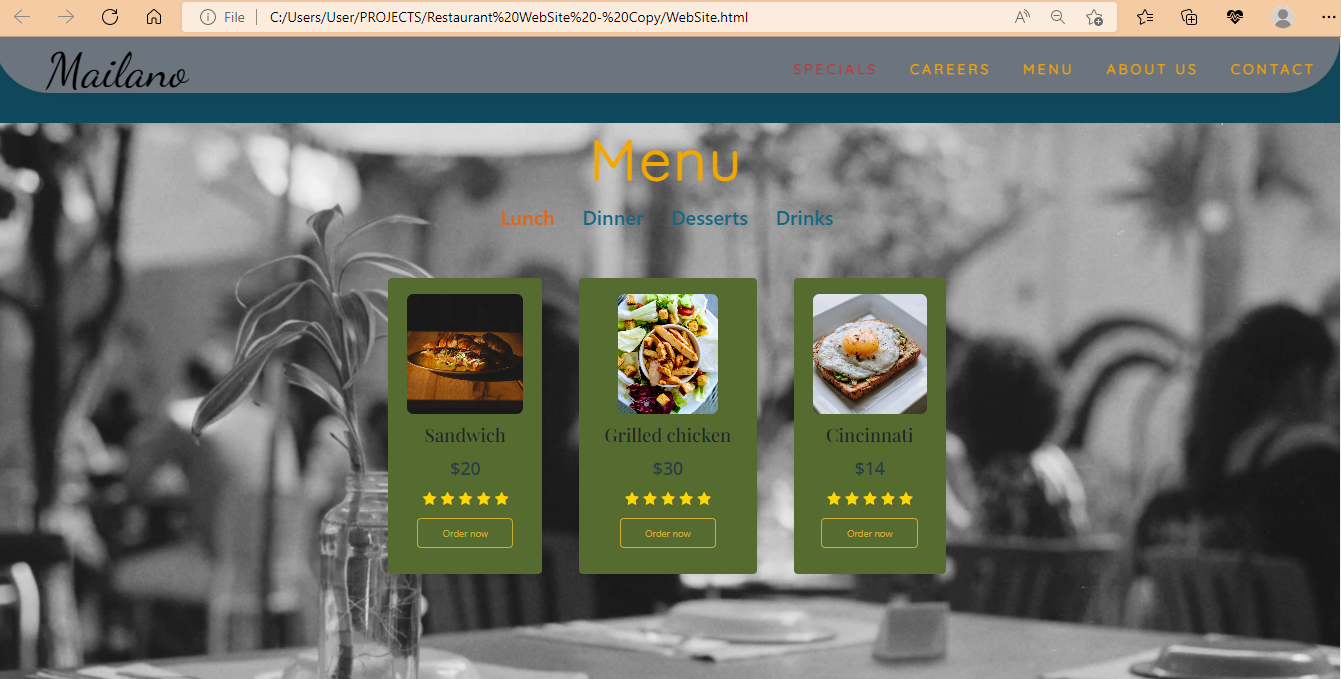 File C:/Users/User/PROJECTS/Restaurant%20WebSite%20-%20Copy/WebSite.html
Mailano SPECIALS CAREERS MENU ABOUT US CONTACT
Menu
Lunch Dinner Desserts Drinks
Sandwich Grilled chicken Cincinnati
$20 $30 $14
Order now Order now Order now